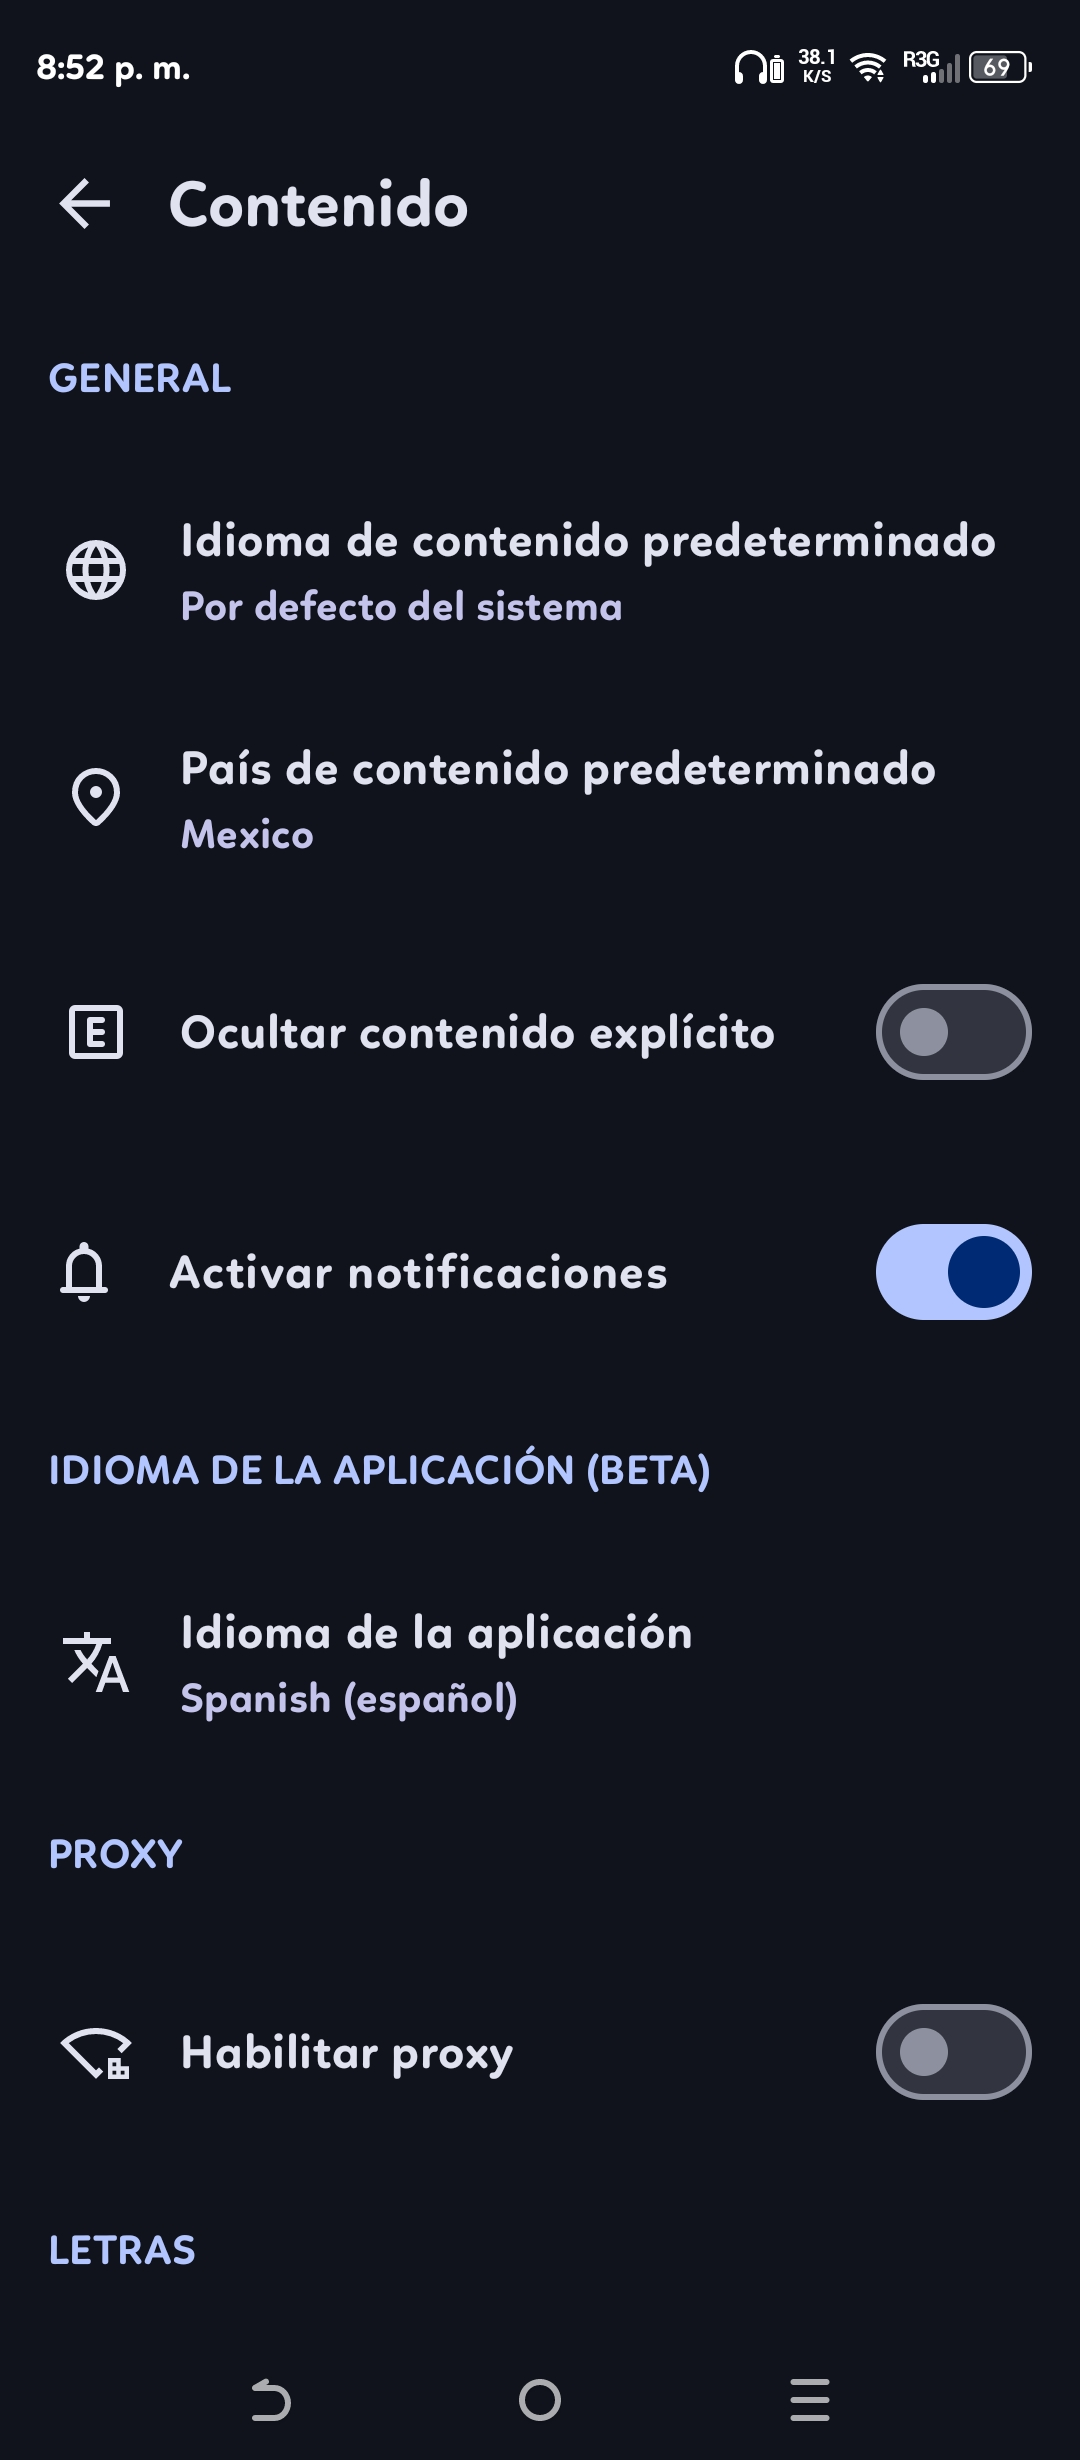 8:52 p. m.
38.1
K/S
R3G
69
Contenido
GENERAL
Idioma de contenido predeterminado
Por defecto del sistema
País de contenido predeterminado
Mexico
E
Ocultar contenido explícito
Activar notificaciones
IDIOMA DE LA APLICACIÓN (BETA)
Idioma de la aplicación
Spanish (español)
PROXY
Habilitar proxy
LETRAS